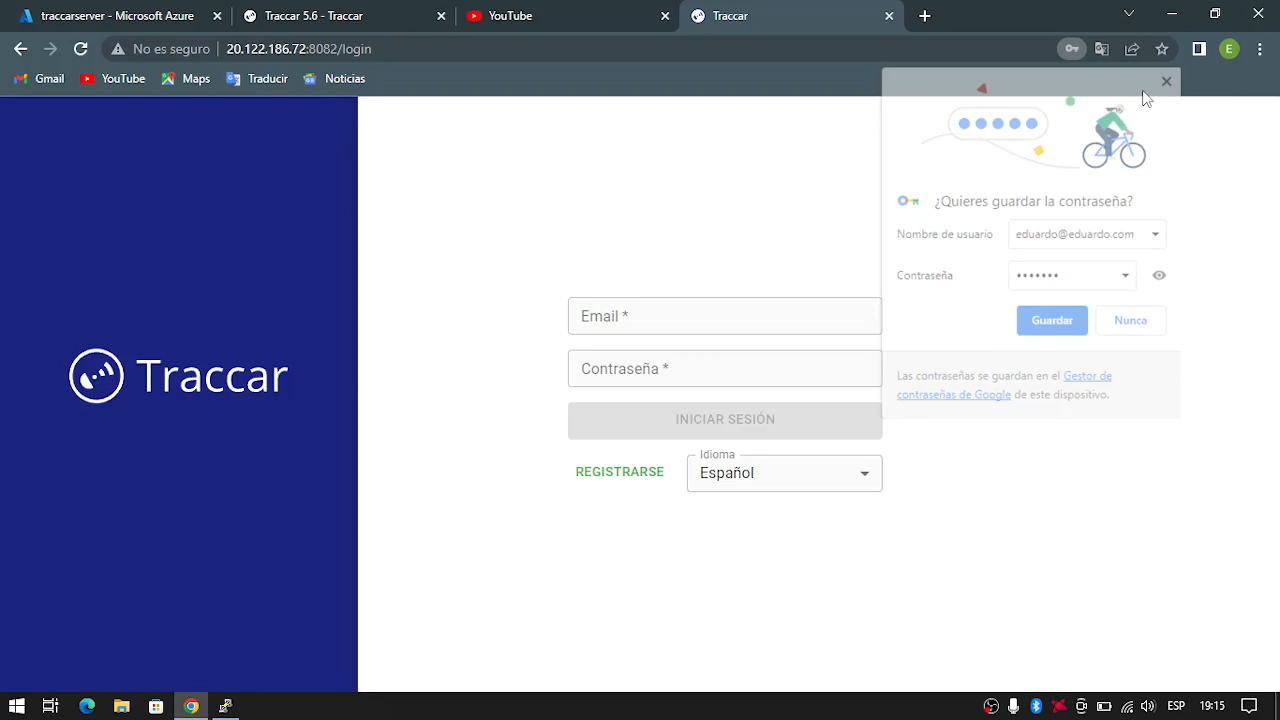 Administrador - Azure
Traccar 5.0 - Traccar
YouTube
Traccar
No es seguro
20.122.186.72:8082/login
E
Gmail
YouTube
Maps
Traducir
Noticias
¿Quieres guardar la contraseña?
Nombre de usuario
eduardo@eduardo.com
Contraseña
•••••••
Guardar
Nunca
Las contraseñas se guardan en el Gestor de
contraseñas de Google de este dispositivo.
Traccar
Email *
Contraseña *
INICIAR SESIÓN
REGISTRARSE
Idioma
Español
ESP
19:15